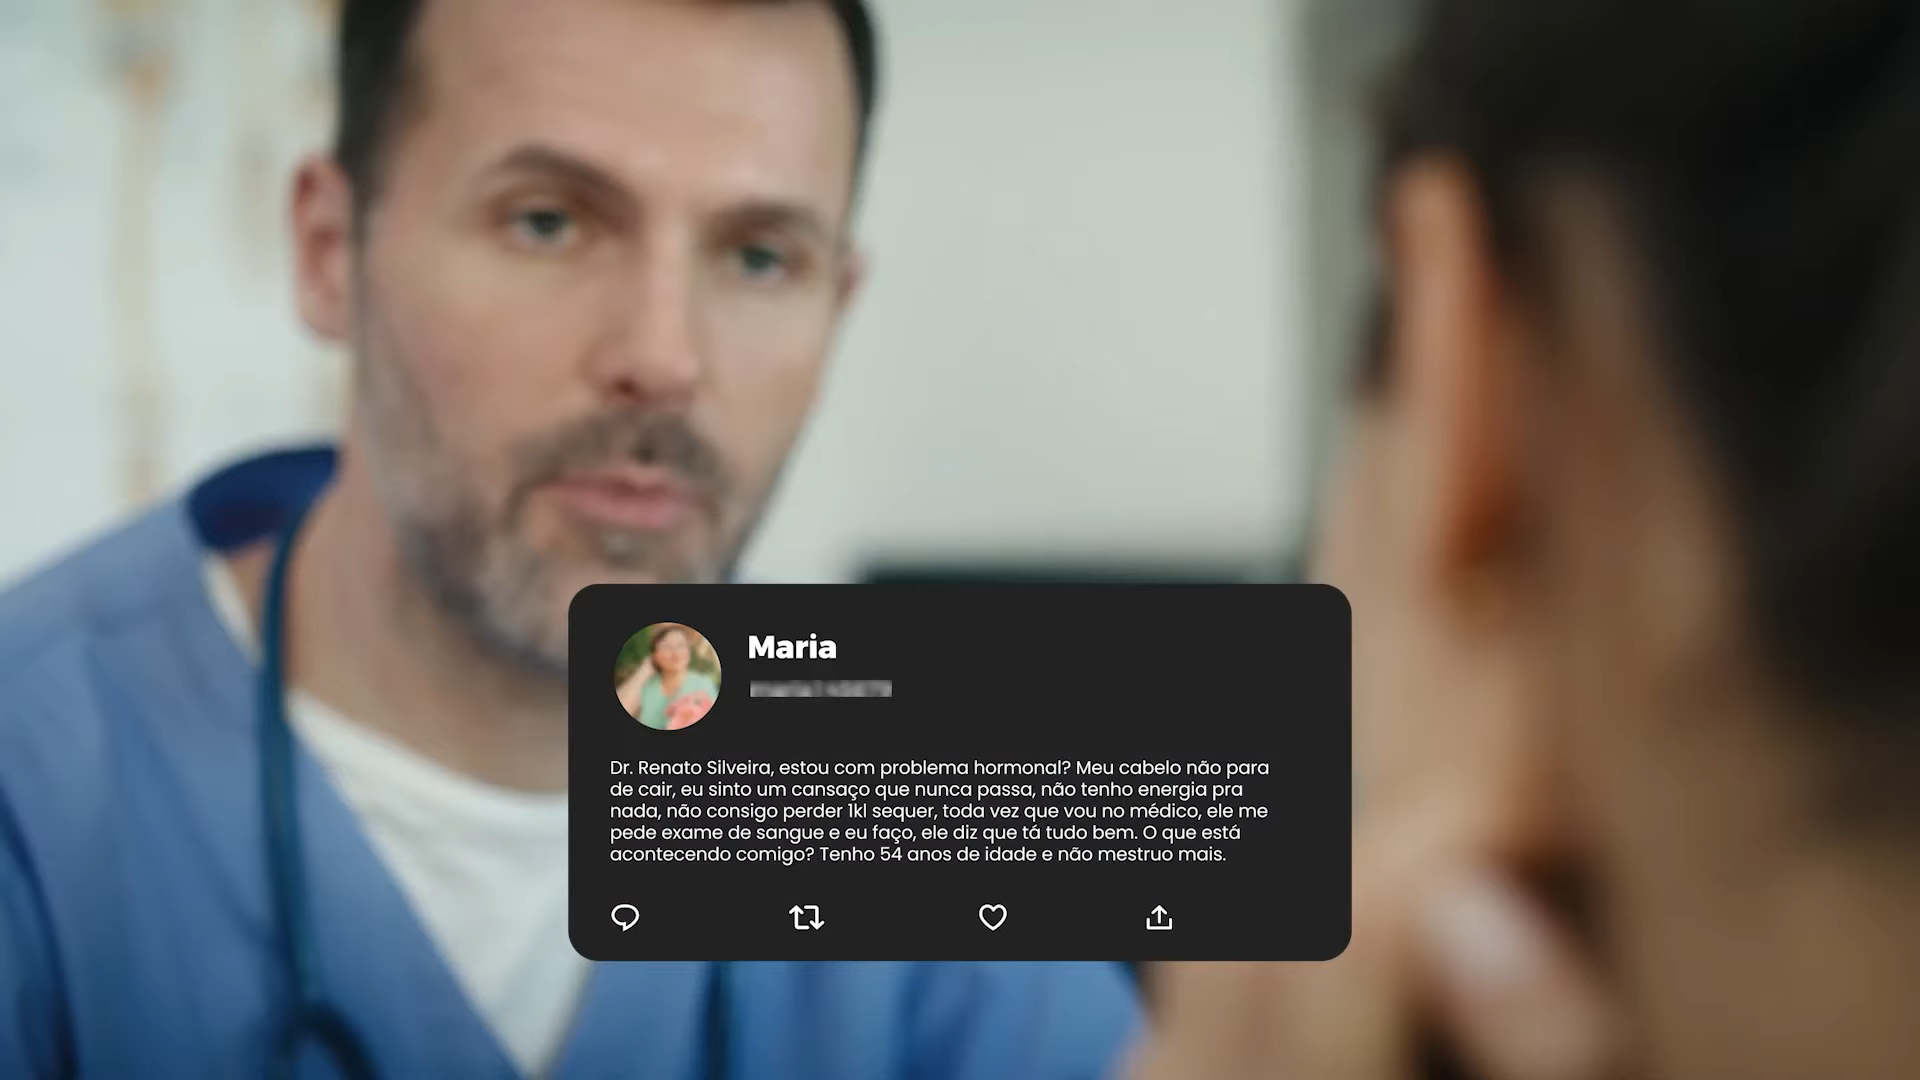 Maria
Dr. Renato Silveira, estou com problema hormonal? Meu cabelo não para
de cair, eu sinto um cansaço que nunca passa, não tenho energia pra
nada, não consigo perder 1kl sequer, toda vez que vou no médico, ele me
pede exame de sangue e eu faço, ele diz que tá tudo bem. O que está
acontecendo comigo? Tenho 54 anos de idade e não mestruo mais.